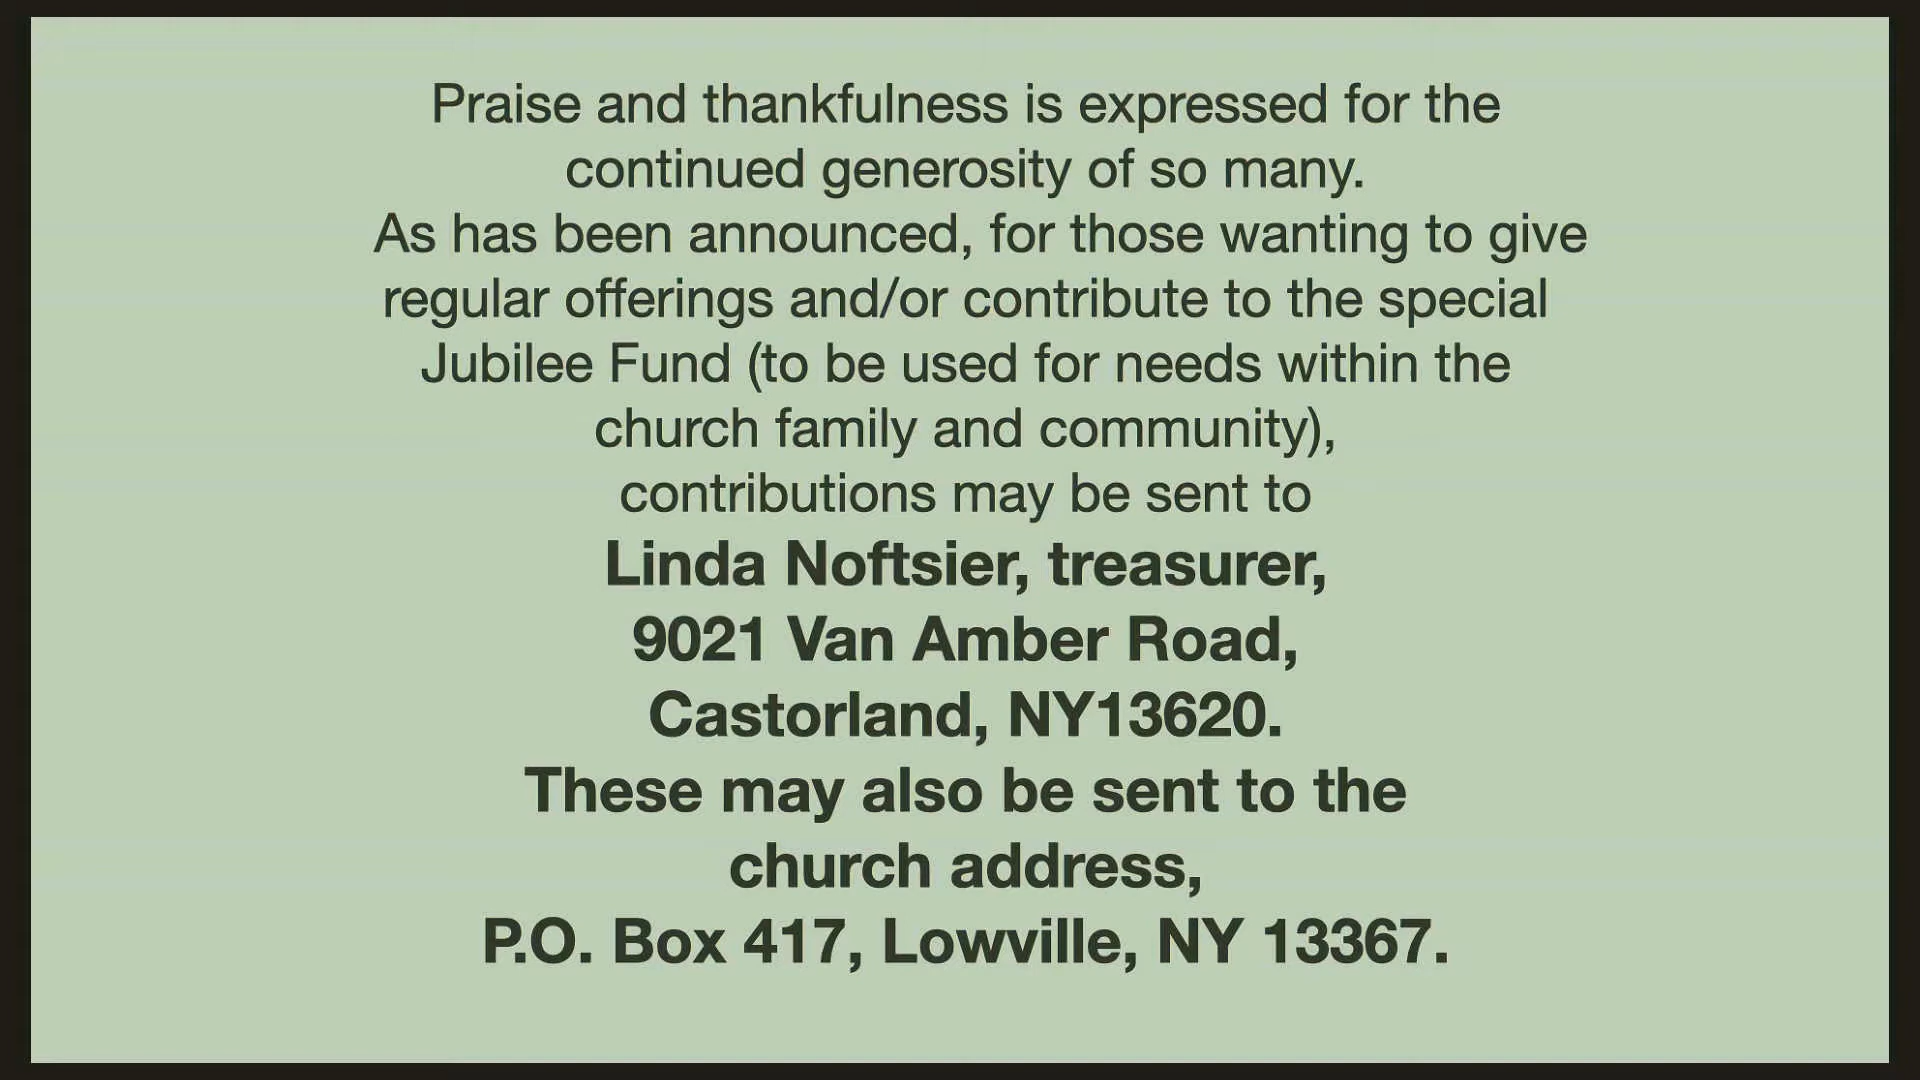 Praise and thankfulness is expressed for the
continued generosity of so many.
As has been announced, for those wanting to give
regular offerings and/or contribute to the special
Jubilee Fund (to be used for needs within the
church family and community),
contributions may be sent to
Linda Noftsier, treasurer,
9021 Van Amber Road,
Castorland, NY13620.
These may also be sent to the
church address,
P.O. Box 417, Lowville, NY 13367.